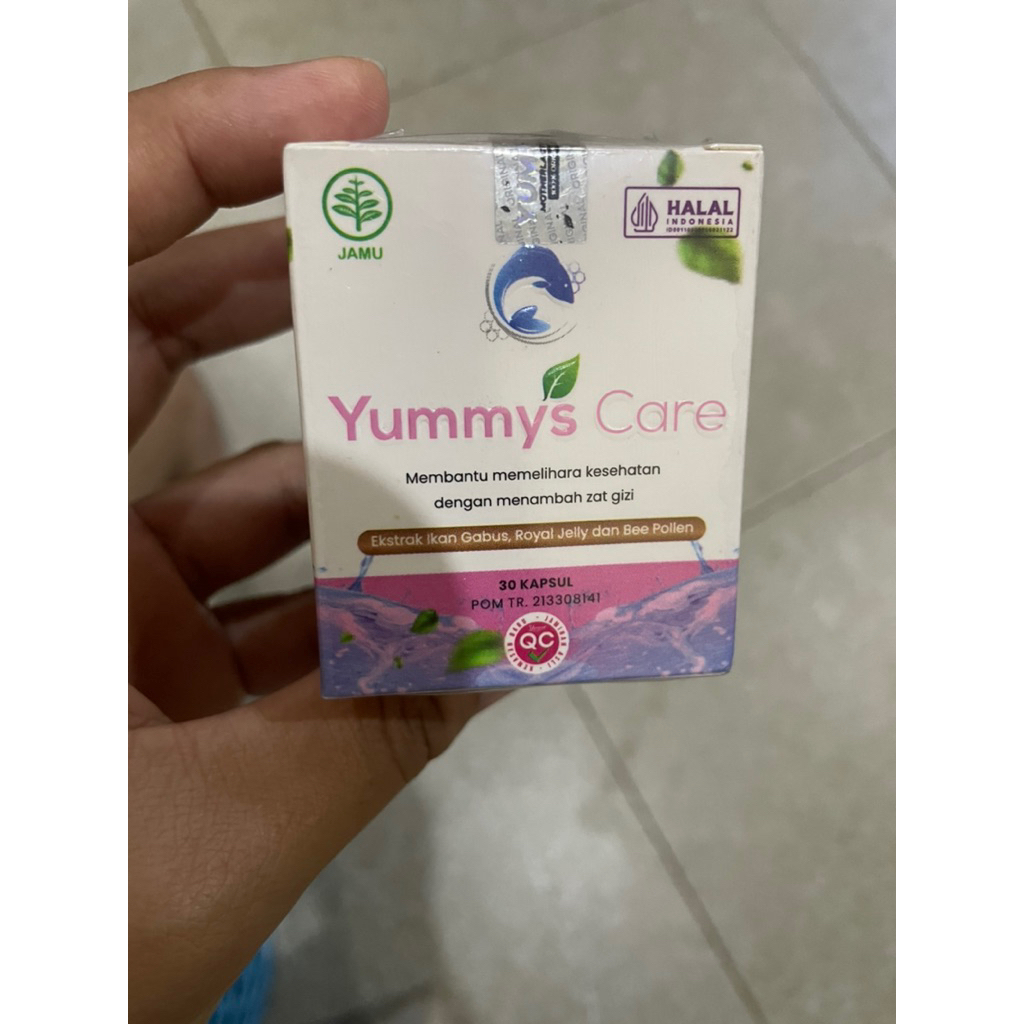 JAMU
HALAL
INDONESIA
Yummy's Care
Membantu memelihara kesehatan
dengan menambah zat gizi
Ekstrak Ikan Gabus, Royal Jelly dan Bee Pollen
30 KAPSUL
POM TR. 213308141
QC